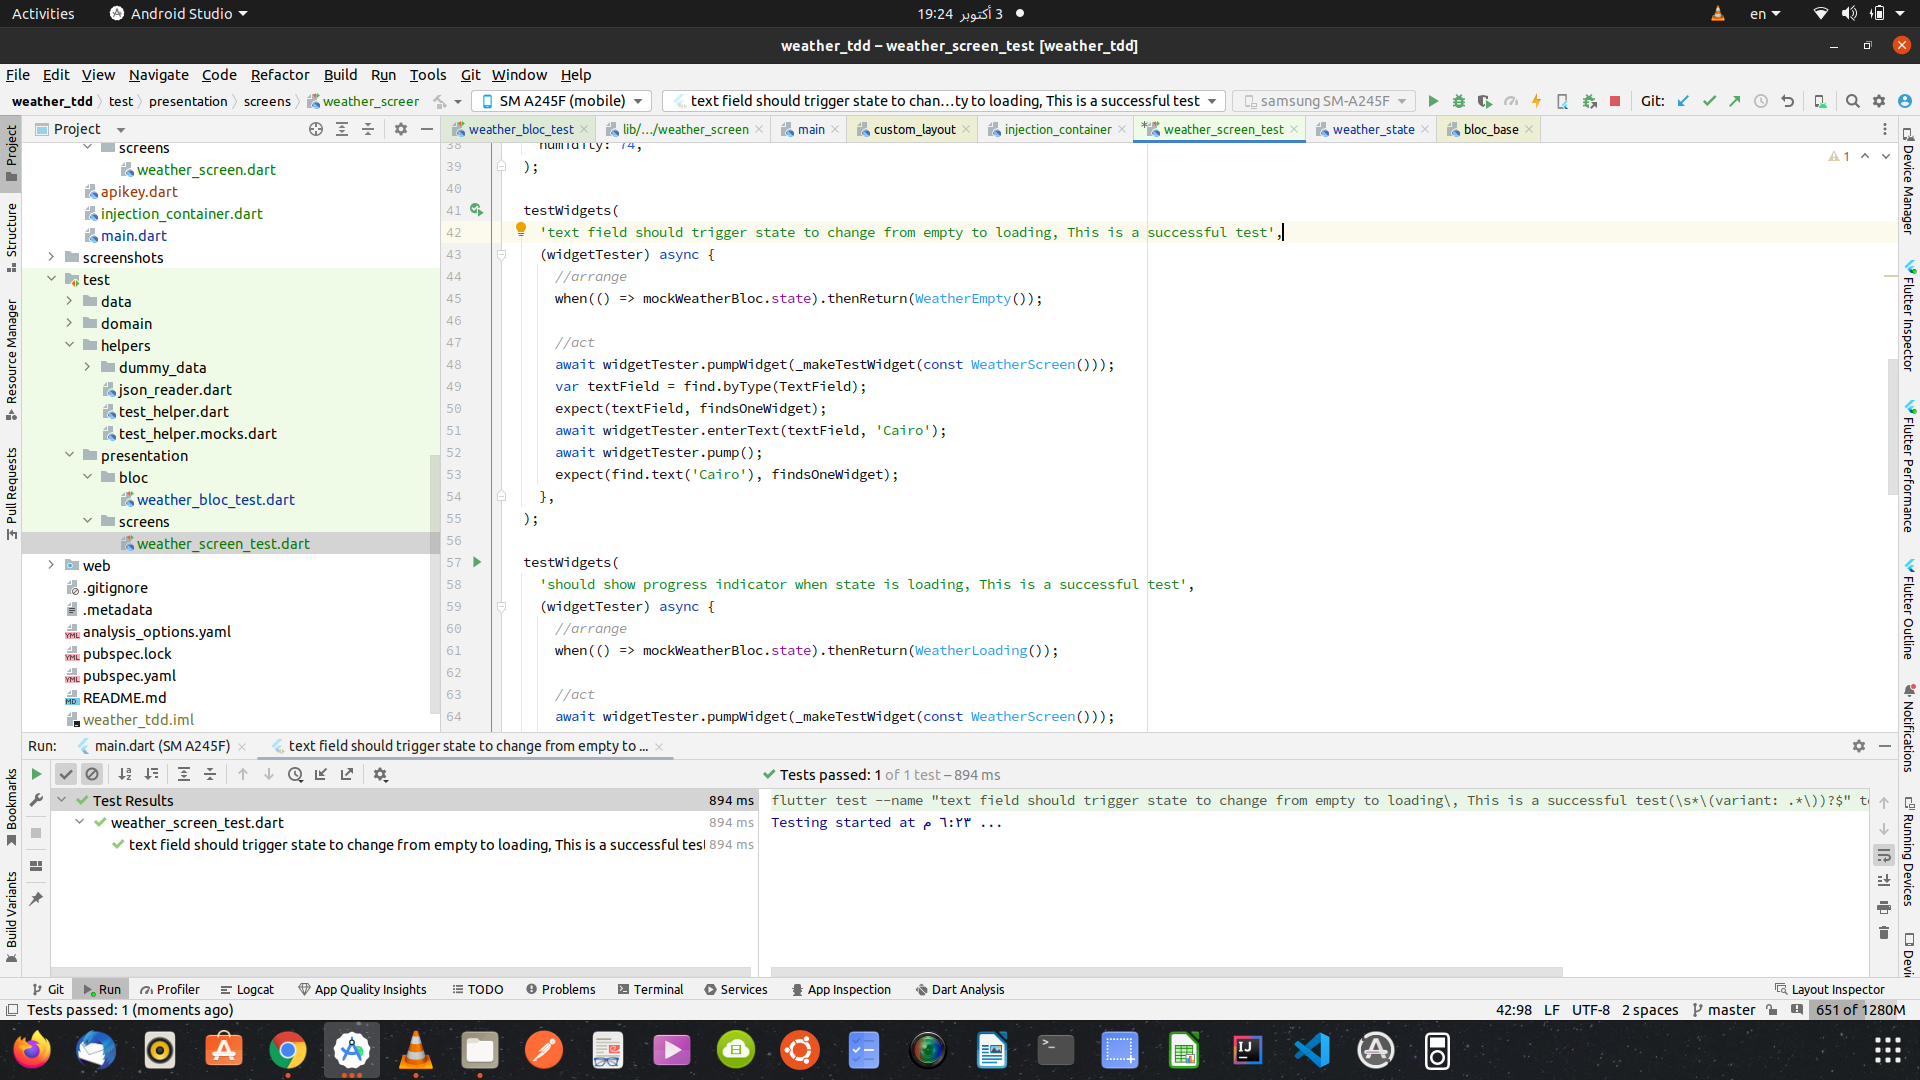 Activities
Android Studio
19:24 3 أكتوبر
en
weather_tdd – weather_screen_test [weather_tdd]
File Edit View Navigate Code Refactor Build Run Tools Git Window Help
weather_tdd test presentation screens weather_screer
SM A245F (mobile)
text field should trigger state to chan...ty to loading, This is a successful test
samsung SM-A245F
Git:
Project
weather_bloc_test lib/.../weather_screen main custom_layout injection_container weather_screen_test weather_state bloc_base
screens
weather_screen.dart
apikey.dart
injection_container.dart
main.dart
screenshots
test
data
domain
helpers
dummy_data
json_reader.dart
test_helper.dart
test_helper.mocks.dart
presentation
bloc
weather_bloc_test.dart
screens
weather_screen_test.dart
web
.gitignore
.metadata
analysis_options.yaml
pubspec.lock
pubspec.yaml
README.md
weather_tdd.iml
Project
Structure
Resource Manager
Pull Requests
Bookmarks
Build Variants
1
38 humidity: 74,
39 );
40
41 testWidgets(
42 'text field should trigger state to change from empty to loading, This is a successful test',
43 (widgetTester) async {
44 //arrange
45 when(() => mockWeatherBloc.state).thenReturn(WeatherEmpty());
46
47 //act
48 await widgetTester.pumpWidget(_makeTestWidget(const WeatherScreen()));
49 var textField = find.byType(TextField);
50 expect(textField, findsOneWidget);
51 await widgetTester.enterText(textField, 'Cairo');
52 await widgetTester.pump();
53 expect(find.text('Cairo'), findsOneWidget);
54 },
55 );
56
57 testWidgets(
58 'should show progress indicator when state is loading, This is a successful test',
59 (widgetTester) async {
60 //arrange
61 when(() => mockWeatherBloc.state).thenReturn(WeatherLoading());
62
63 //act
64 await widgetTester.pumpWidget(_makeTestWidget(const WeatherScreen()));
Device Manager
Flutter Inspector
Flutter Performance
Flutter Outline
Notifications
Running Devices
Run: main.dart (SM A245F) text field should trigger state to change from empty to ...
Tests passed: 1 of 1 test – 894 ms
Test Results 894 ms
weather_screen_test.dart 894 ms
text field should trigger state to change from empty to loading, This is a successful tes 894 ms
flutter test --name "text field should trigger state to change from empty to loading\, This is a successful test(\s*\(variant: .*\))?$" te
Testing started at ٦:٢٣ م ...
Git Run Profiler Logcat App Quality Insights TODO Problems Terminal Services App Inspection Dart Analysis Layout Inspector
Tests passed: 1 (moments ago)
42:98 LF UTF-8 2 spaces master 651 of 1280M